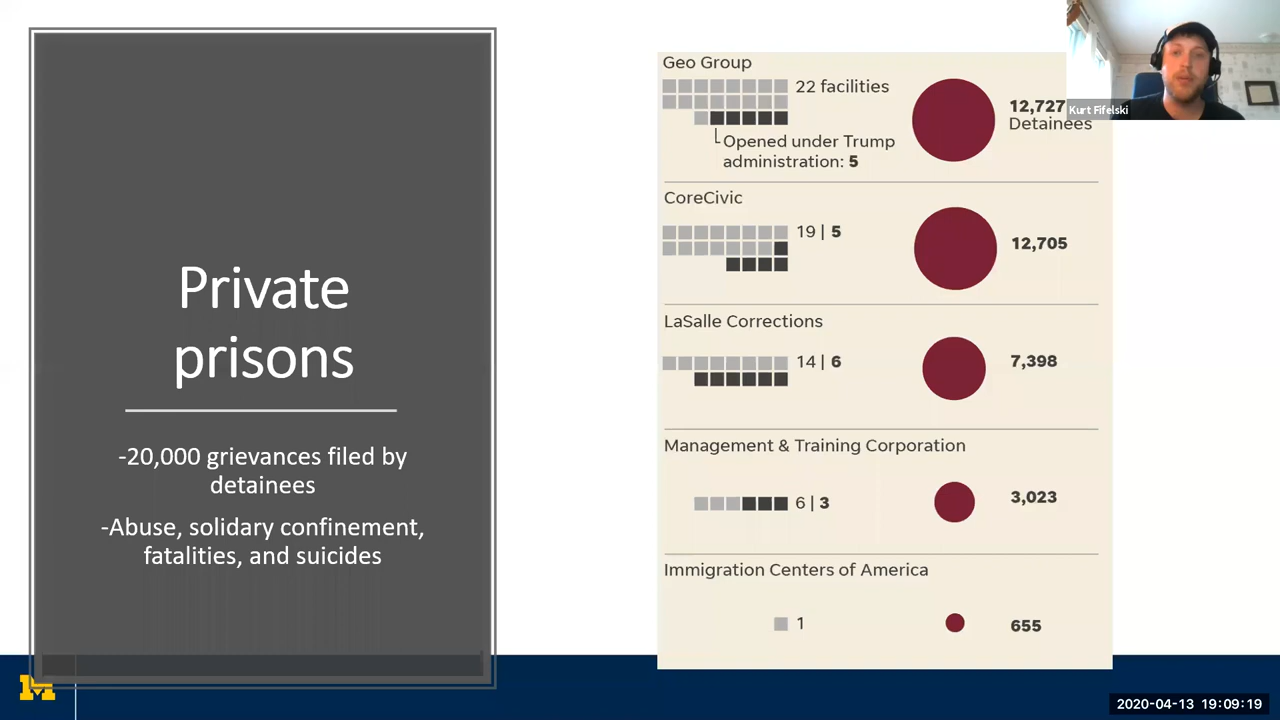 Private
prisons
-20,000 grievances filed by
detainees
-Abuse, solidary confinement,
fatalities, and suicides
Geo Group
22 facilities
Opened under Trump
administration: 5
12,727
Detainees
CoreCivic
19 | 5
12,705
LaSalle Corrections
14 | 6
7,398
Management & Training Corporation
6 | 3
3,023
Immigration Centers of America
1
655
Kurt Fifelski
M
2020-04-13 19:09:19